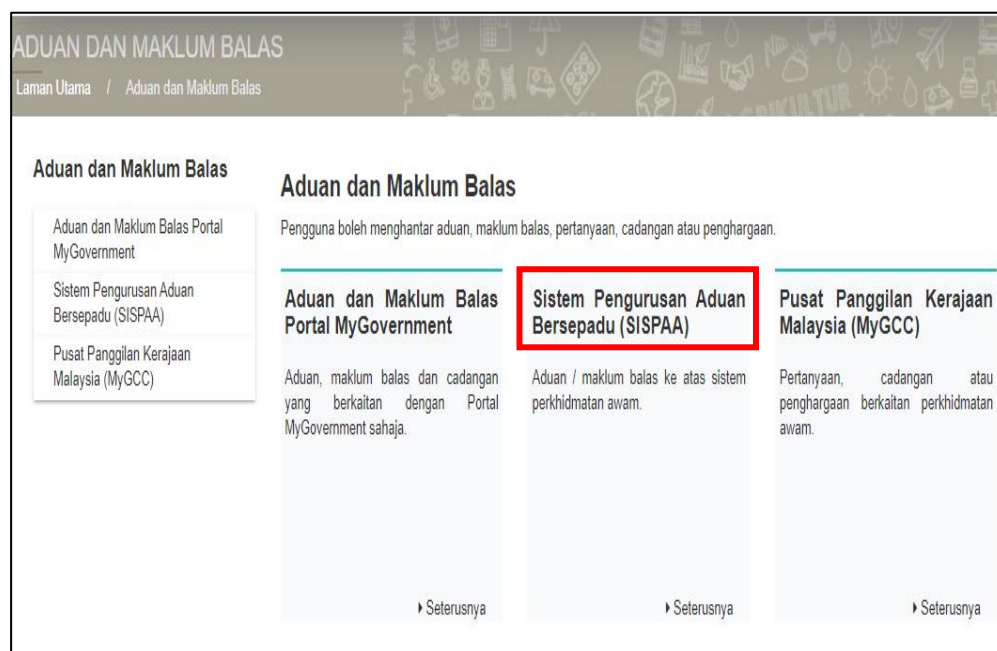 ADUAN DAN MAKLUM BALAS
Laman Utama / Aduan dan Maklum Balas
AGRIKULTUR
Aduan dan Maklum Balas
Aduan dan Maklum Balas Portal
MyGovernment
Sistem Pengurusan Aduan
Bersepadu (SISPAA)
Pusat Panggilan Kerajaan
Malaysia (MyGCC)
Aduan dan Maklum Balas
Pengguna boleh menghantar aduan, maklum balas, pertanyaan, cadangan atau penghargaan.
Aduan dan Maklum Balas
Portal MyGovernment
Aduan, maklum balas dan cadangan
yang berkaitan dengan Portal
MyGovernment sahaja.
Seterusnya
Sistem Pengurusan Aduan
Bersepadu (SISPAA)
Aduan / maklum balas ke atas sistem
perkhidmatan awam.
Seterusnya
Pusat Panggilan Kerajaan
Malaysia (MyGCC)
Pertanyaan, cadangan atau
penghargaan berkaitan perkhidmatan
awam.
Seterusnya